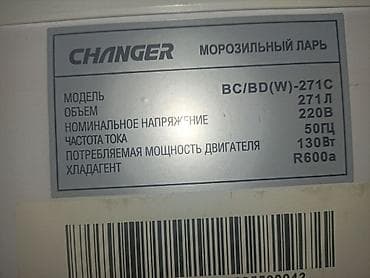 CHANGER МОРОЗИЛЬНЫЙ ЛАРЬ
МОДЕЛЬ BC/BD(W)-271C
ОБЪЕМ 271Л
НОМИНАЛЬНОЕ НАПРЯЖЕНИЕ 220В
ЧАСТОТА ТОКА 50ГЦ
ПОТРЕБЛЯЕМАЯ МОЩНОСТЬ ДВИГАТЕЛЯ 130Вт
ХЛАДАГЕНТ R600a